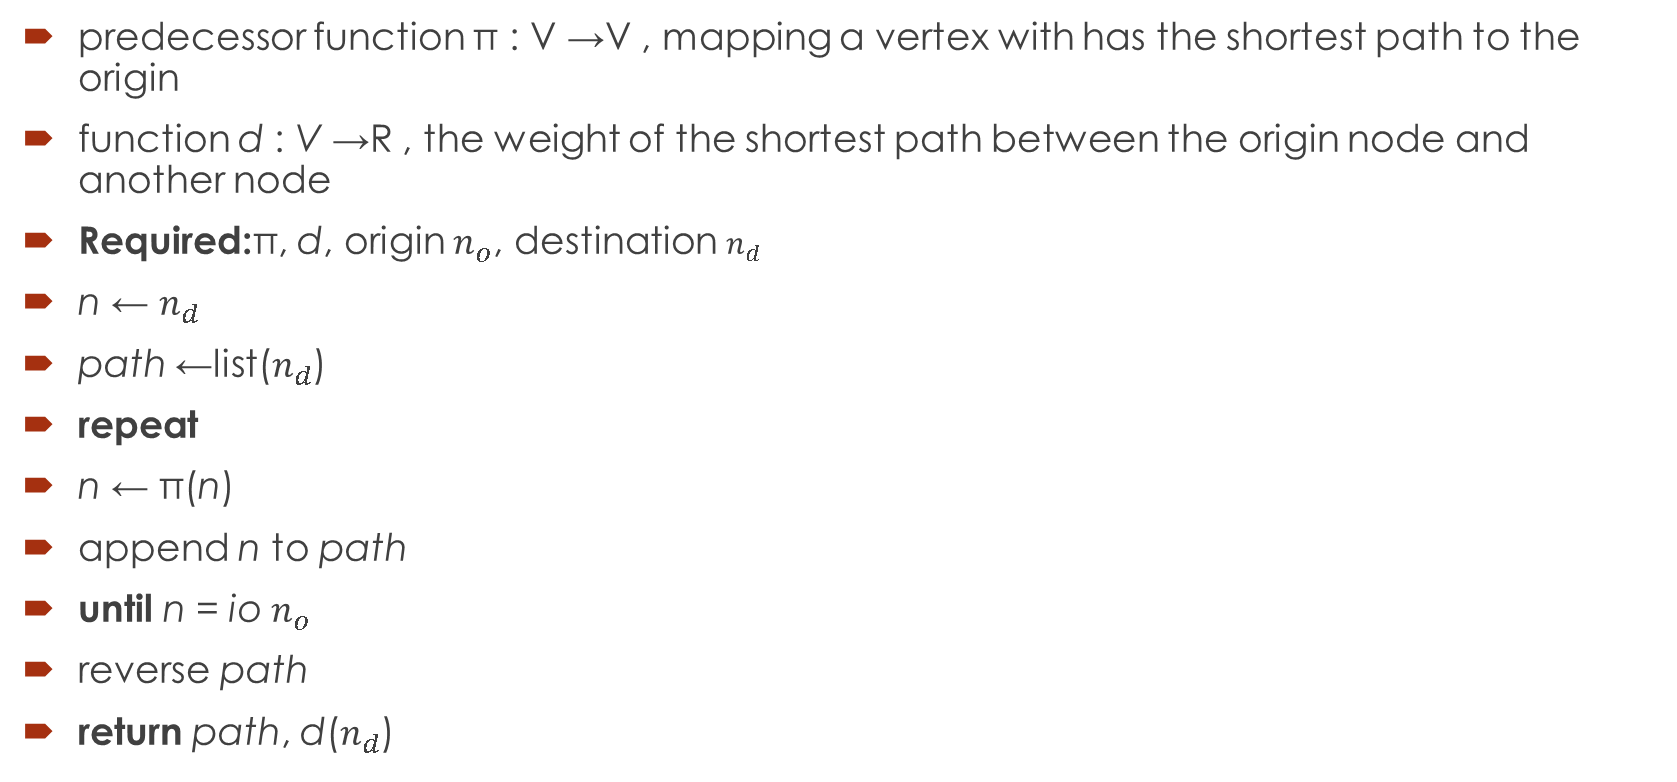 predecessor function π : V →V , mapping a vertex with has the shortest path to the
origin
function d : V →R , the weight of the shortest path between the origin node and
another node
Required:π, d, origin nₒ, destination n_d
n ← n_d
path ←list(n_d)
repeat
n ← π(n)
append n to path
until n = io nₒ
reverse path
return path, d(n_d)